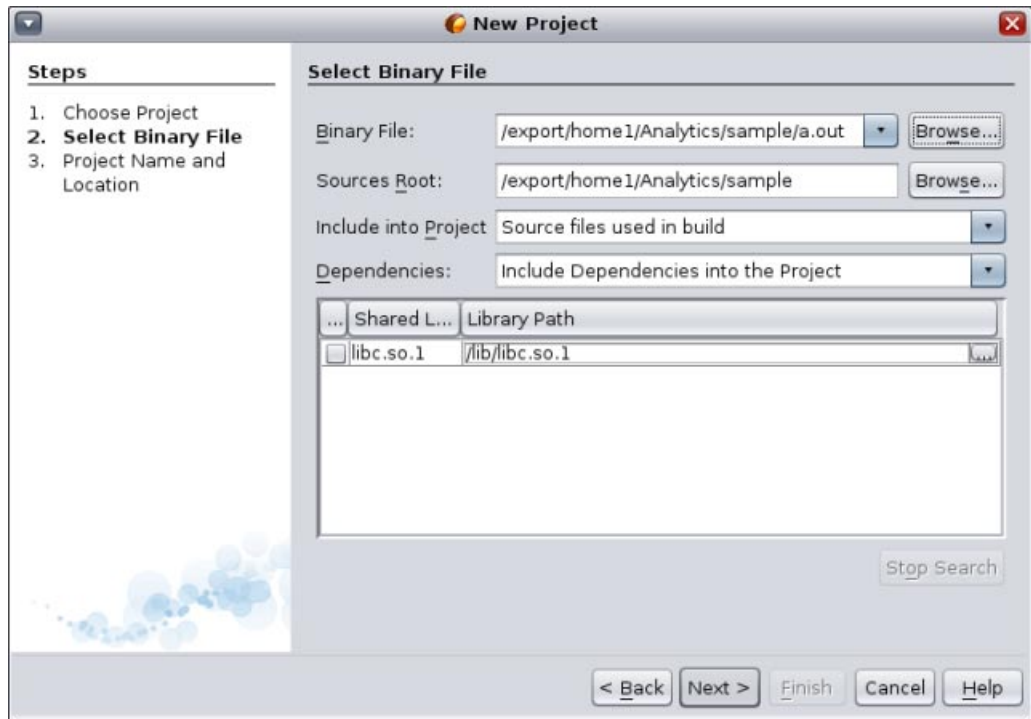 New Project
Steps
1. Choose Project
2. Select Binary File
3. Project Name and
Location
Select Binary File
Binary File: /export/home1/Analytics/sample/a.out Browse...
Sources Root: /export/home1/Analytics/sample Browse...
Include into Project Source files used in build
Dependencies: Include Dependencies into the Project
... Shared L... Library Path
libc.so.1 /lib/libc.so.1 ...
Stop Search
< Back Next > Finish Cancel Help